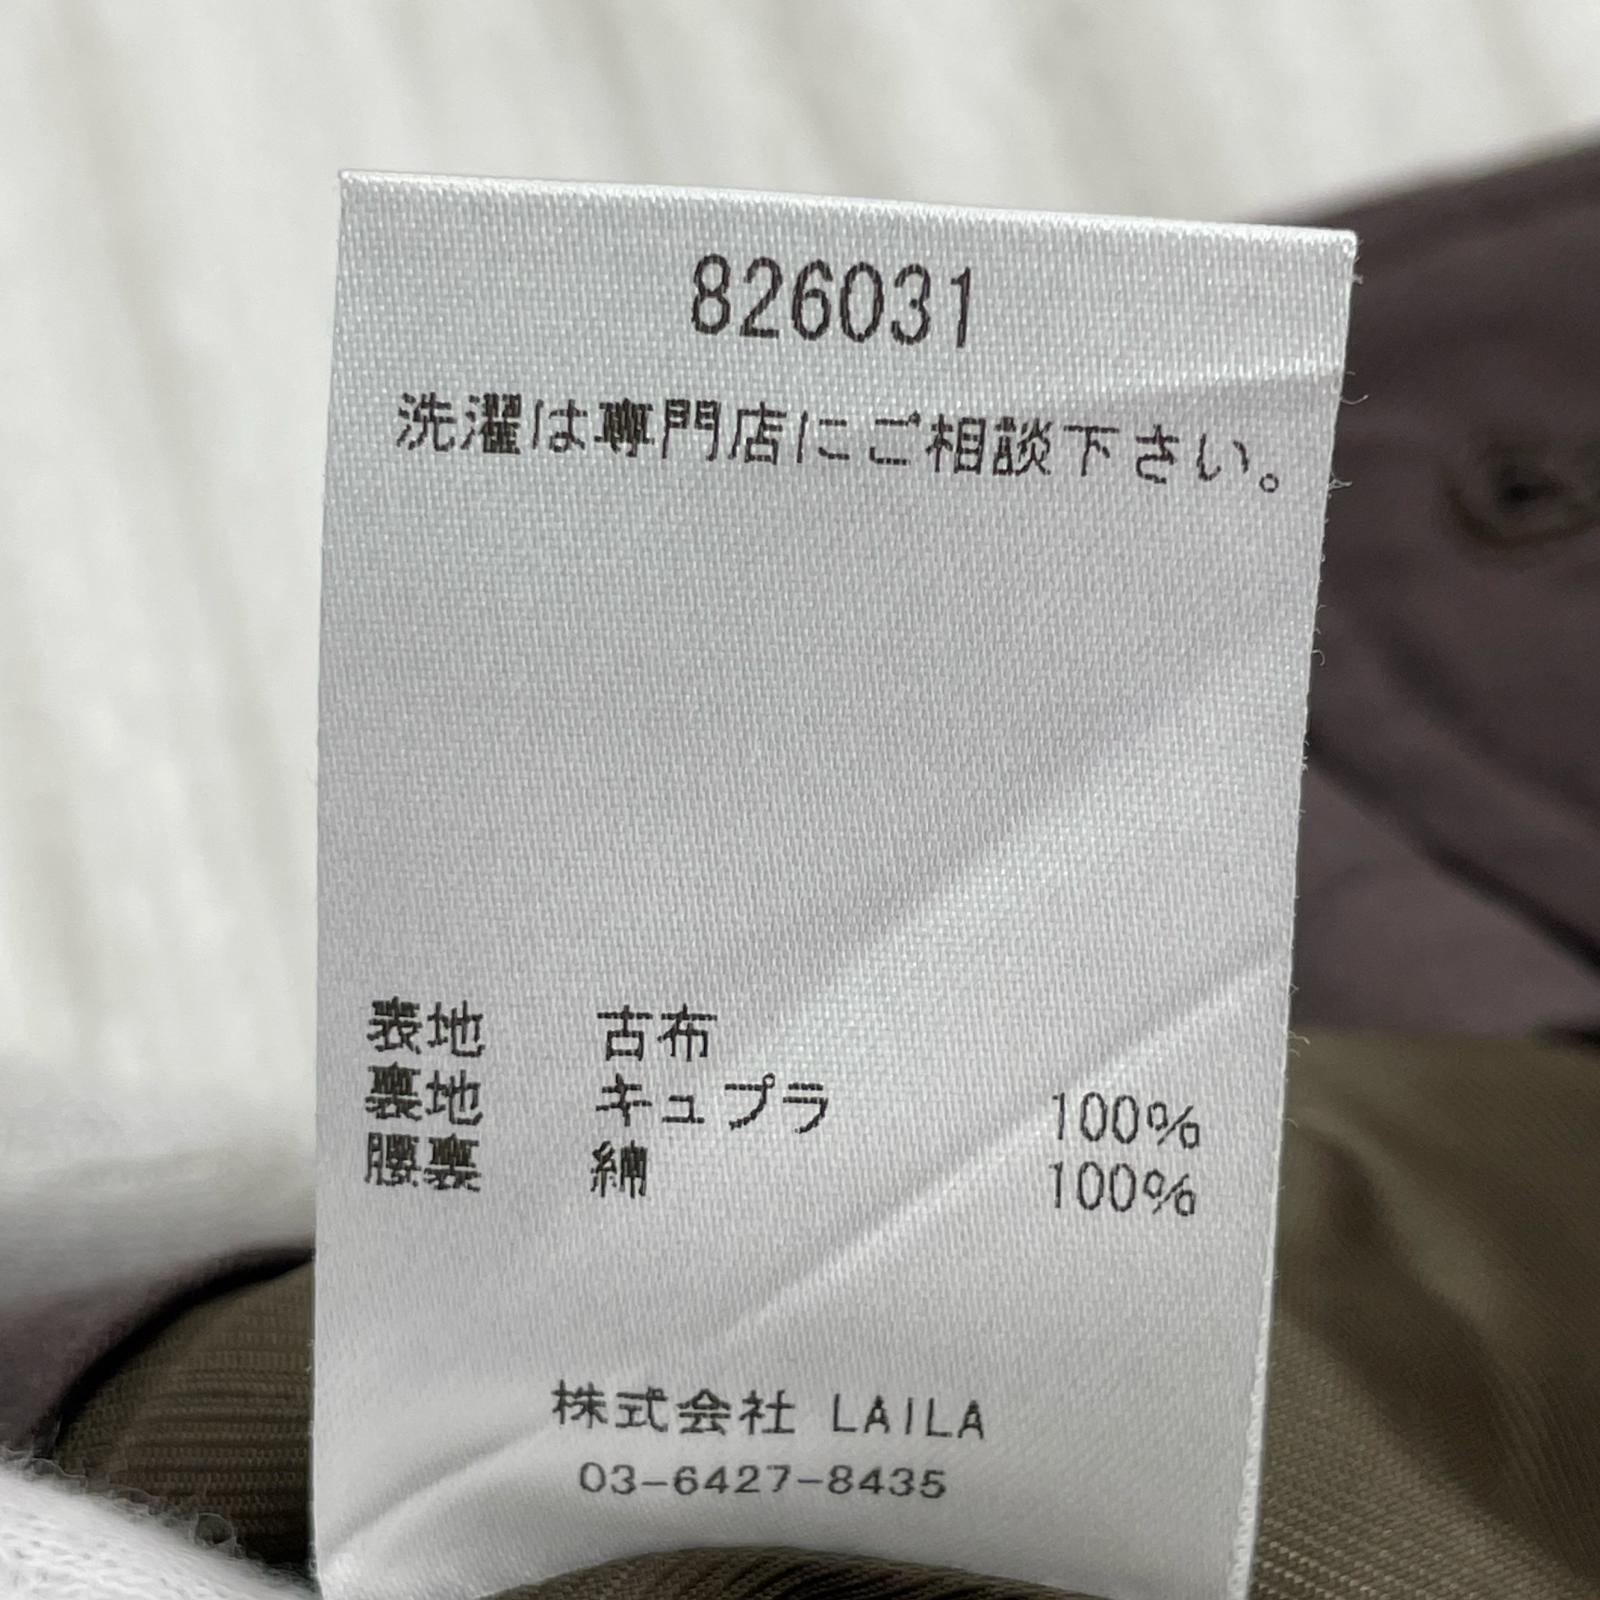 826031
洗濯は専門店にご相談下さい。
表地 古布
裏地 キュプラ 100%
腰裏 綿 100%
株式会社 LAILA
03-6427-8435